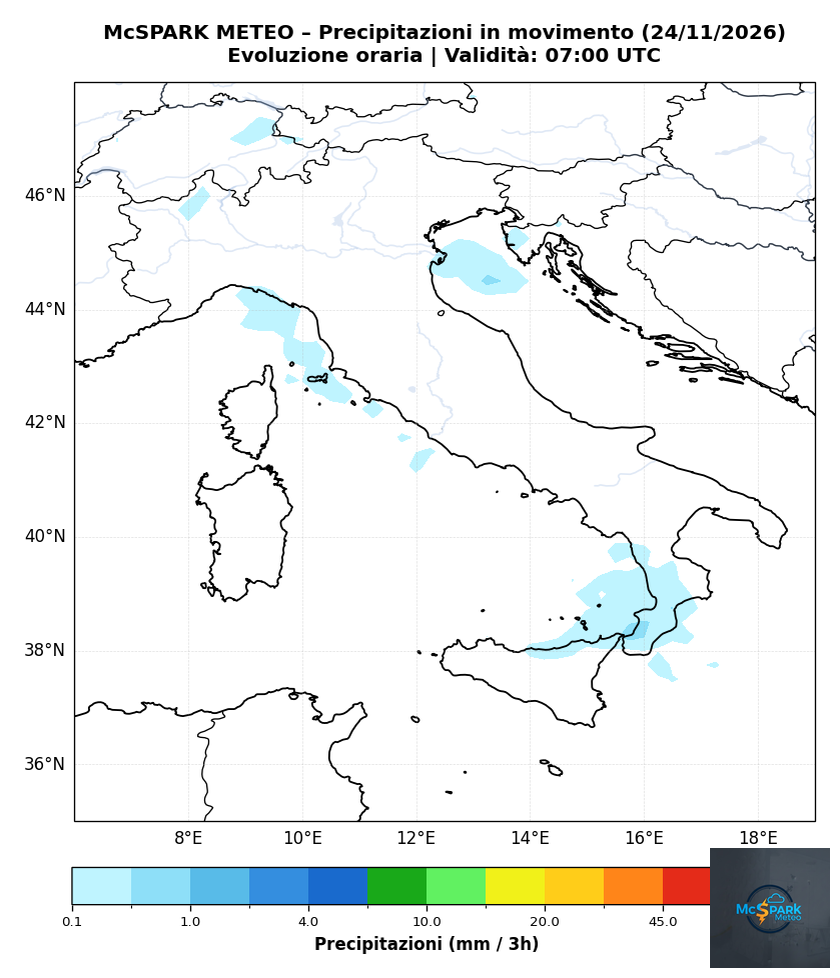 McSPARK METEO – Precipitazioni in movimento (24/11/2026)
Evoluzione oraria | Validità: 07:00 UTC
46°N
44°N
42°N
40°N
38°N
36°N
8°E 10°E 12°E 14°E 16°E 18°E
0.1 1.0 4.0 10.0 20.0 45.0
Precipitazioni (mm / 3h)
McSPARK
Meteo